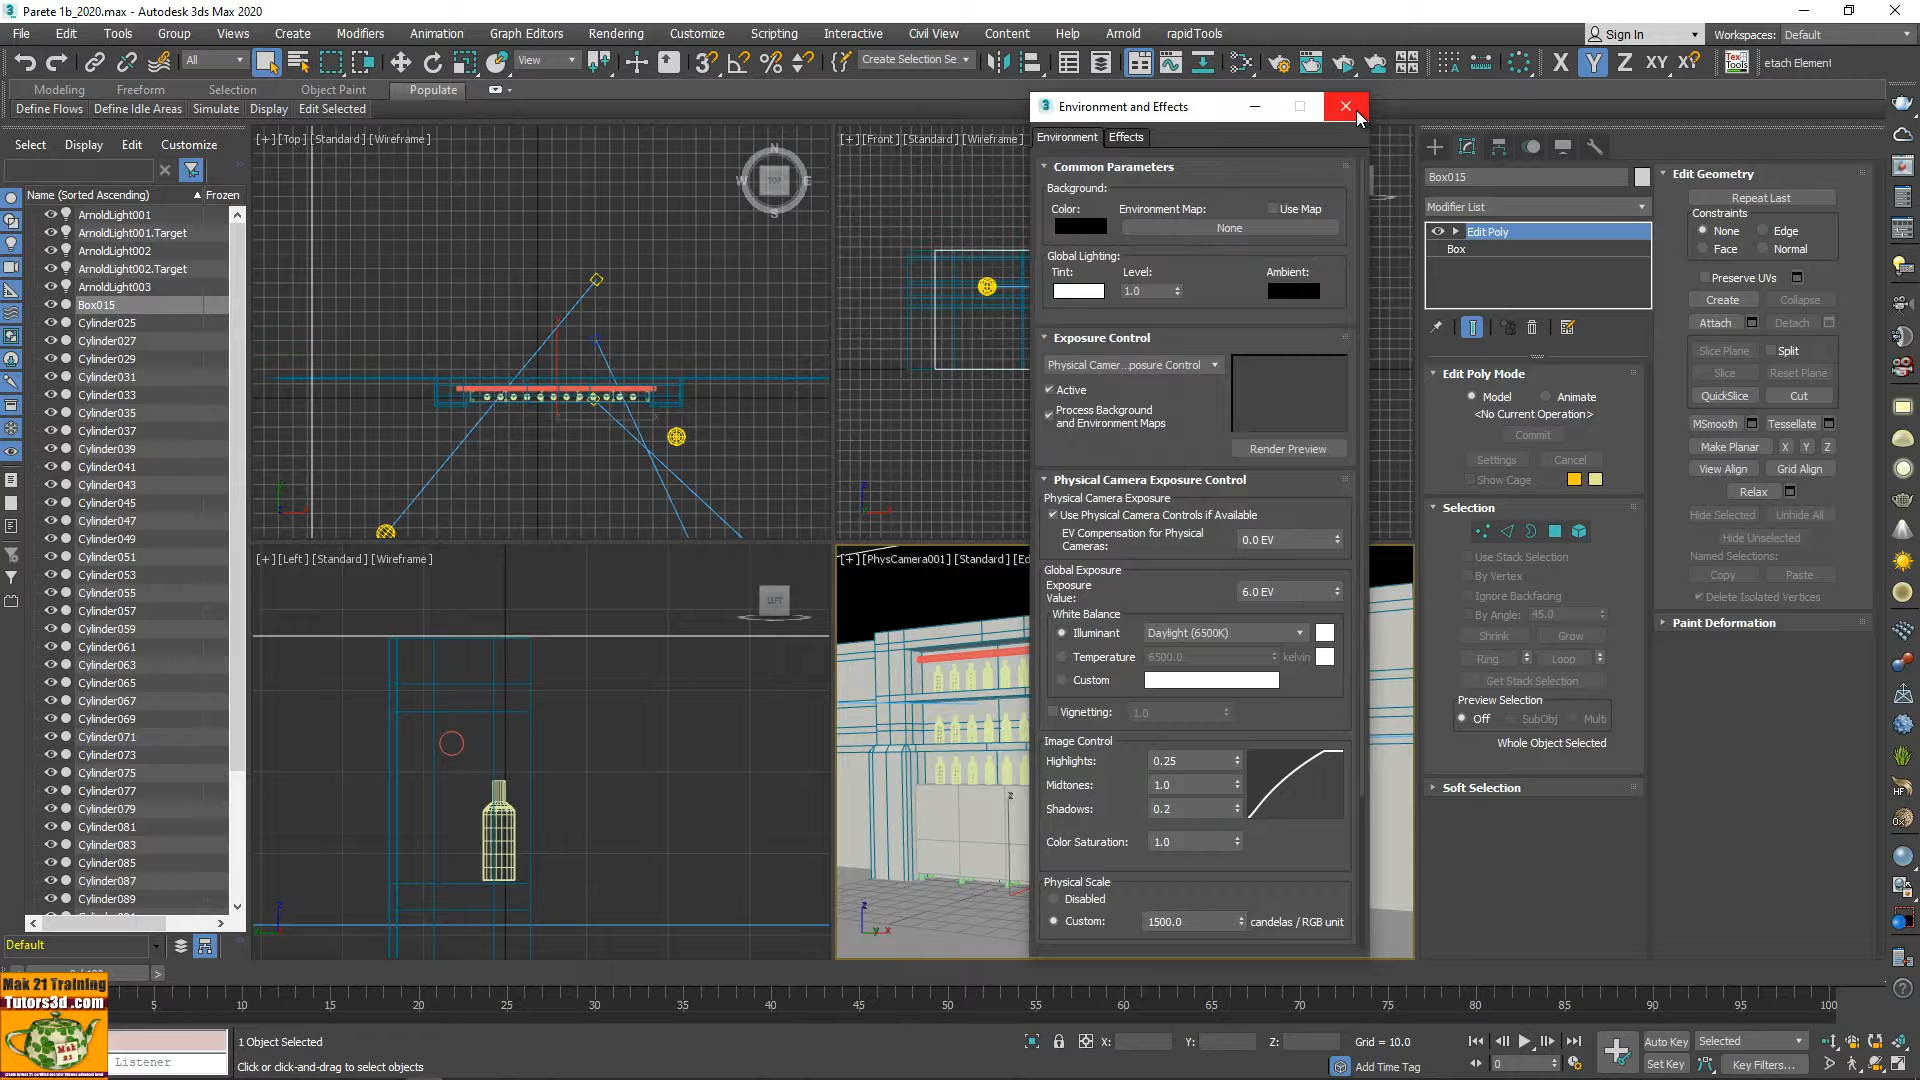 Parete 1b_2020.max - Autodesk 3ds Max 2020
File Edit Tools Group Views Create Modifiers Animation Graph Editors Rendering Customize Scripting Interactive Civil View Content Help Arnold rapidTools
Sign In Workspaces: Default
All View Create Selection Se X Y Z XY etach Element
Modeling Freeform Selection Object Paint Populate
Define Flows Define Idle Areas Simulate Display Edit Selected
Select Display Edit Customize
Name (Sorted Ascending) Frozen
ArnoldLight001
ArnoldLight001.Target
ArnoldLight002
ArnoldLight002.Target
ArnoldLight003
Box015
Cylinder025
Cylinder027
Cylinder029
Cylinder031
Cylinder033
Cylinder035
Cylinder037
Cylinder039
Cylinder041
Cylinder043
Cylinder045
Cylinder047
Cylinder049
Cylinder051
Cylinder053
Cylinder055
Cylinder057
Cylinder059
Cylinder061
Cylinder063
Cylinder065
Cylinder067
Cylinder069
Cylinder071
Cylinder073
Cylinder075
Cylinder077
Cylinder079
Cylinder081
Cylinder083
Cylinder085
Cylinder087
Cylinder089
Default
[+] [Top] [Standard] [Wireframe]
N W TOP E S
[+] [Front] [Standard] [Wireframe
[+] [Left] [Standard] [Wireframe]
LEFT
[+] [PhysCamera001] [Standard] [Ed
Environment and Effects
Environment Effects
Common Parameters
Background:
Color: Environment Map: Use Map
None
Global Lighting:
Tint: Level: Ambient:
1.0
Exposure Control
Physical Camer...posure Control
Active
Process Background
and Environment Maps
Render Preview
Physical Camera Exposure Control
Physical Camera Exposure
Use Physical Camera Controls if Available
EV Compensation for Physical
Cameras: 0.0 EV
Global Exposure
Exposure
Value: 6.0 EV
White Balance
Illuminant Daylight (6500K)
Temperature 6500.0 kelvin
Custom
Vignetting: 1.0
Image Control
Highlights: 0.25
Midtones: 1.0
Shadows: 0.2
Color Saturation: 1.0
Physical Scale
Disabled
Custom: 1500.0 candelas / RGB unit
Box015
Modifier List
Edit Poly
Box
Edit Poly Mode
Model Animate
<No Current Operation>
Commit
Settings Cancel
Show Cage
Selection
Use Stack Selection
By Vertex
Ignore Backfacing
By Angle: 45.0
Shrink Grow
Ring Loop
Get Stack Selection
Preview Selection
Off SubObj Multi
Whole Object Selected
Soft Selection
Edit Geometry
Repeat Last
Constraints
None Edge
Face Normal
Preserve UVs
Create Collapse
Attach Detach
Slice Plane Split
Slice Reset Plane
QuickSlice Cut
MSmooth Tessellate
Make Planar X Y Z
View Align Grid Align
Relax
Hide Selected Unhide All
Hide Unselected
Named Selections:
Copy Paste
Delete Isolated Vertices
Paint Deformation
5 10 15 20 25 30 35 40 45 50 55 60 65 70 75 80 85 90 95 100
Mak 21 Training
Tutors3d .com
Mak
21
Listener
1 Object Selected
Click or click-and-drag to select objects
X: Y: Z: Grid = 10.0
Add Time Tag
0
Auto Key Selected
Set Key Key Filters...